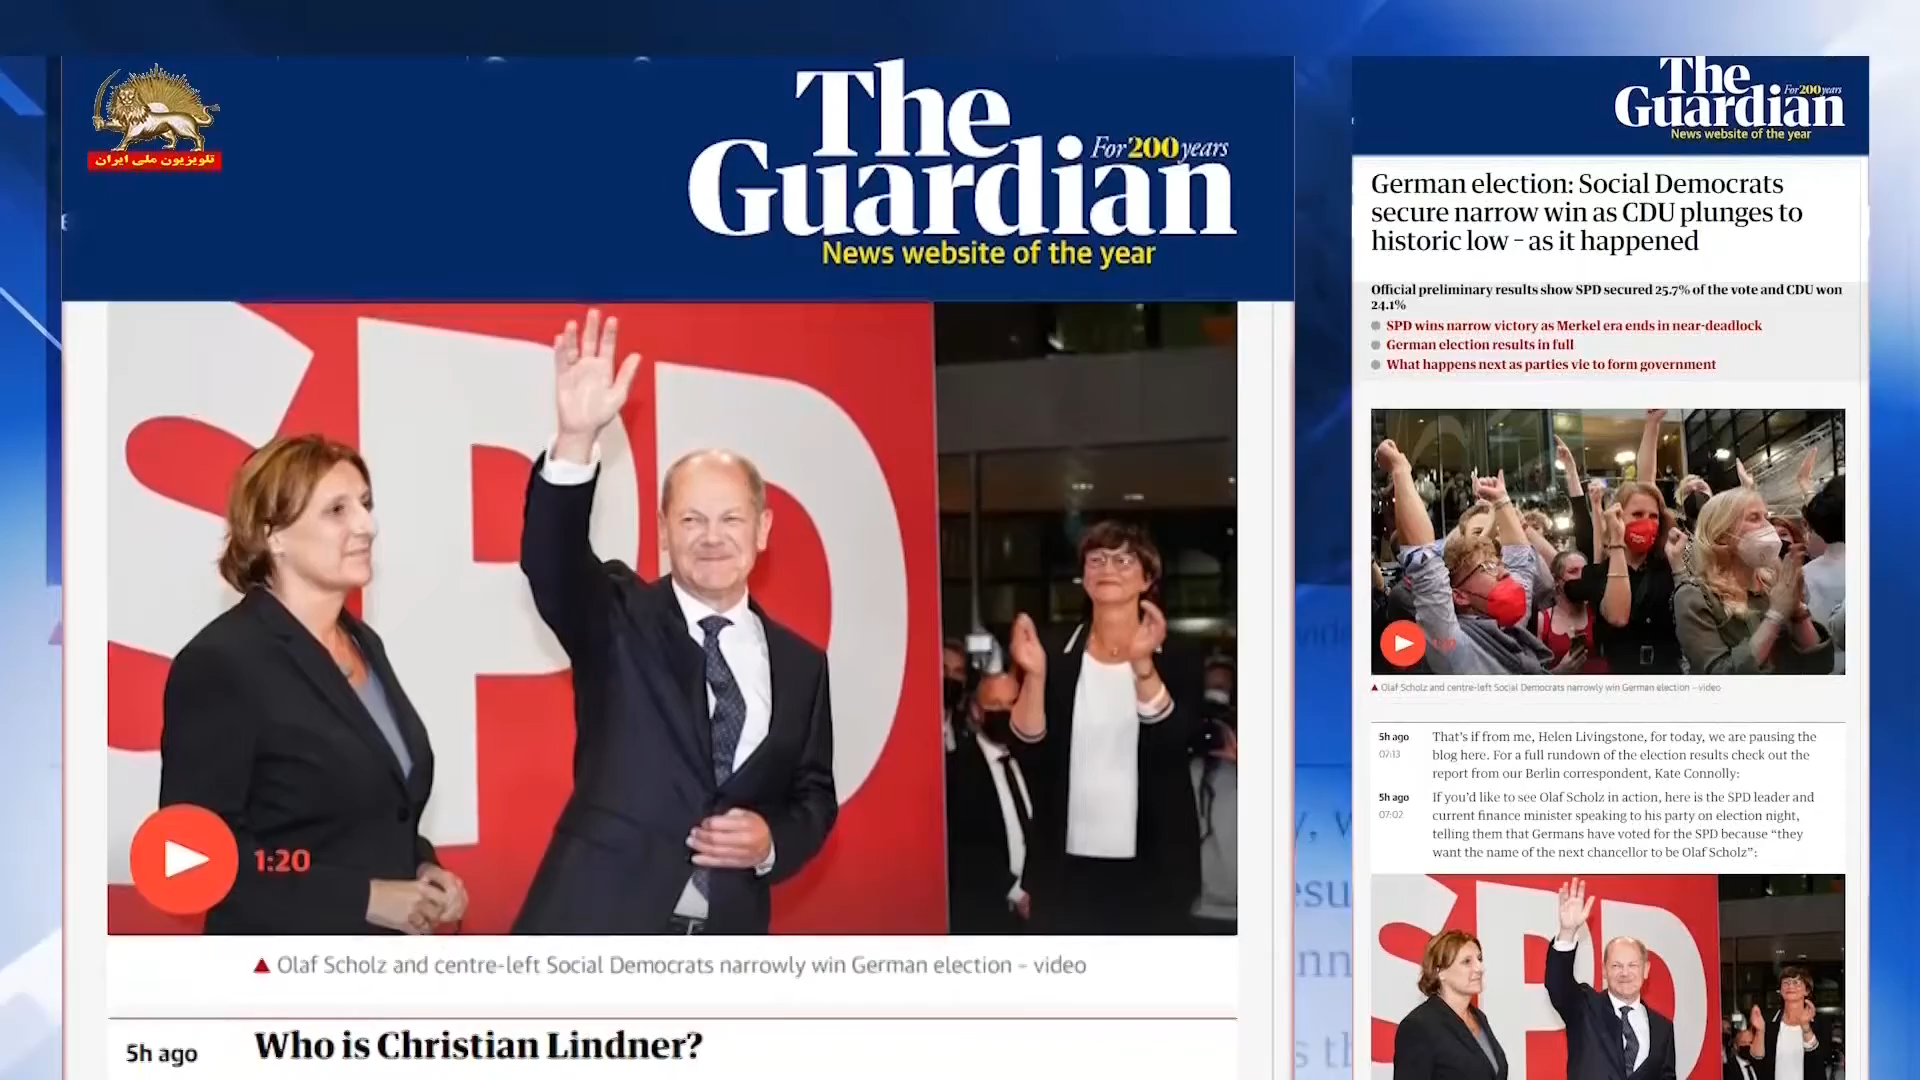 تلویزیون ملی ایران
The
Guardian
For 200 years
News website of the year
SPD
1:20
Olaf Scholz and centre-left Social Democrats narrowly win German election – video
5h ago
Who is Christian Lindner?
The
Guardian
For 200 years
News website of the year
German election: Social Democrats
secure narrow win as CDU plunges to
historic low – as it happened
Official preliminary results show SPD secured 25.7% of the vote and CDU won
24.1%
SPD wins narrow victory as Merkel era ends in near-deadlock
German election results in full
What happens next as parties vie to form government
Olaf Scholz and centre-left Social Democrats narrowly win German election – video
5h ago
07:13
That’s if from me, Helen Livingstone, for today, we are pausing the
blog here. For a full rundown of the election results check out the
report from our Berlin correspondent, Kate Connolly:
5h ago
07:02
If you’d like to see Olaf Scholz in action, here is the SPD leader and
current finance minister speaking to his party on election night,
telling them that Germans have voted for the SPD because “they
want the name of the next chancellor to be Olaf Scholz”:
SPD